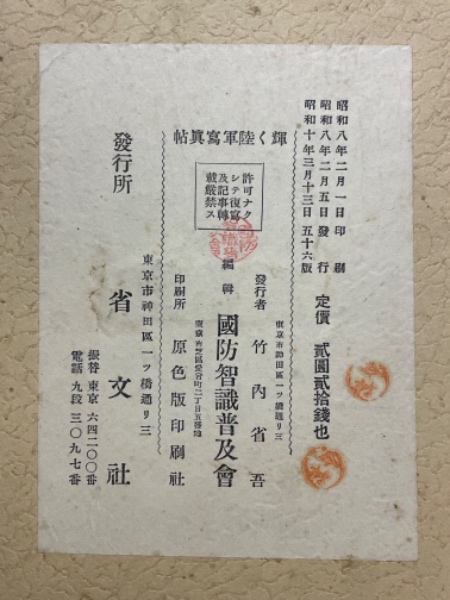 昭和八年二月一日印刷
昭和八年二月五日發行
昭和十年三月十三日五十六版
定價 貳圓貳拾錢也
輝く陸軍寫眞帖
許可ナク
シテ復寫
及記事轉
載嚴禁ス
東京市神田區一ツ橋通リ三
發行者 竹內省吾
編輯 國防智識普及會
東京市芝區愛宕町二丁目五番地
印刷所 原色版印刷社
東京市神田區一ツ橋通リ三
發行所 省文社
振替東京六四二〇〇番
電話九段三〇九七番